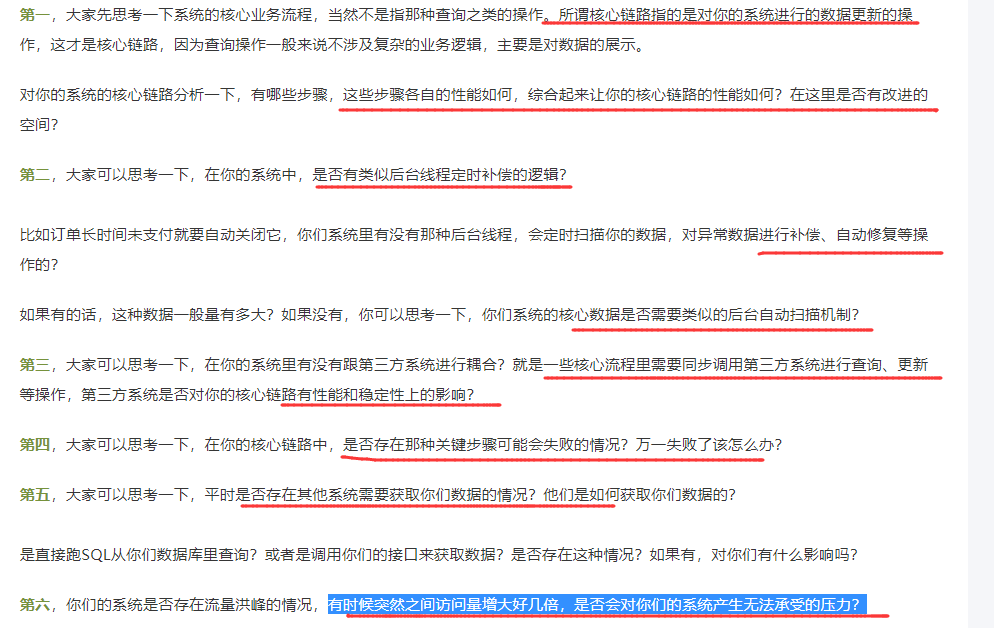 第一，大家先思考一下系统的核心业务流程，当然不是指那种查询之类的操作。所谓核心链路指的是对你的系统进行的数据更新的操
作，这才是核心链路，因为查询操作一般来说不涉及复杂的业务逻辑，主要是对数据的展示。
对你的系统的核心链路分析一下，有哪些步骤，这些步骤各自的性能如何，综合起来让你的核心链路的性能如何？在这里是否有改进的
空间？
第二，大家可以思考一下，在你的系统中，是否有类似后台线程定时补偿的逻辑？
比如订单长时间未支付就要自动关闭它，你们系统里有没有那种后台线程，会定时扫描你的数据，对异常数据进行补偿、自动修复等操
作的？
如果有的话，这种数据一般量有多大？如果没有，你可以思考一下，你们系统的核心数据是否需要类似的后台自动扫描机制？
第三，大家可以思考一下，在你的系统里有没有跟第三方系统进行耦合？就是一些核心流程里需要同步调用第三方系统进行查询、更新
等操作，第三方系统是否对你的核心链路有性能和稳定性上的影响？
第四，大家可以思考一下，在你的核心链路中，是否存在那种关键步骤可能会失败的情况？万一失败了该怎么办？
第五，大家可以思考一下，平时是否存在其他系统需要获取你们数据的情况？他们是如何获取你们数据的？
是直接跑SQL从你们数据库里查询？或者是调用你们的接口来获取数据？是否存在这种情况？如果有，对你们有什么影响吗？
第六，你们的系统是否存在流量洪峰的情况，有时候突然之间访问量增大好几倍，是否会对你们的系统产生无法承受的压力？